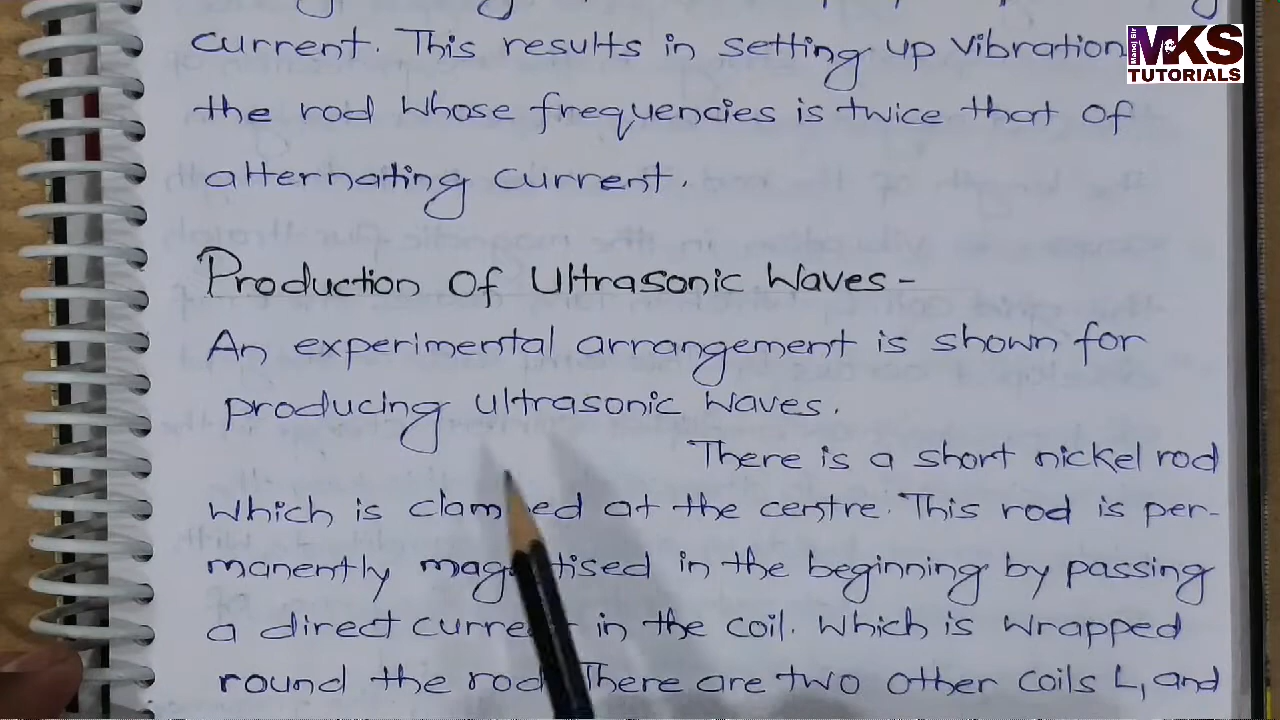 current. This results in setting up vibration
the rod whose frequencies is twice that of
alternating current.
Production Of Ultrasonic Waves -
An experimental arrangement is shown for
producing ultrasonic waves.
There is a short nickel rod
which is clamped at the centre. This rod is per-
manently magnetised in the beginning by passing
a direct current in the coil. Which is wrapped
round the rod. There are two other coils L, and
Manoj Sir
MKS
TUTORIALS